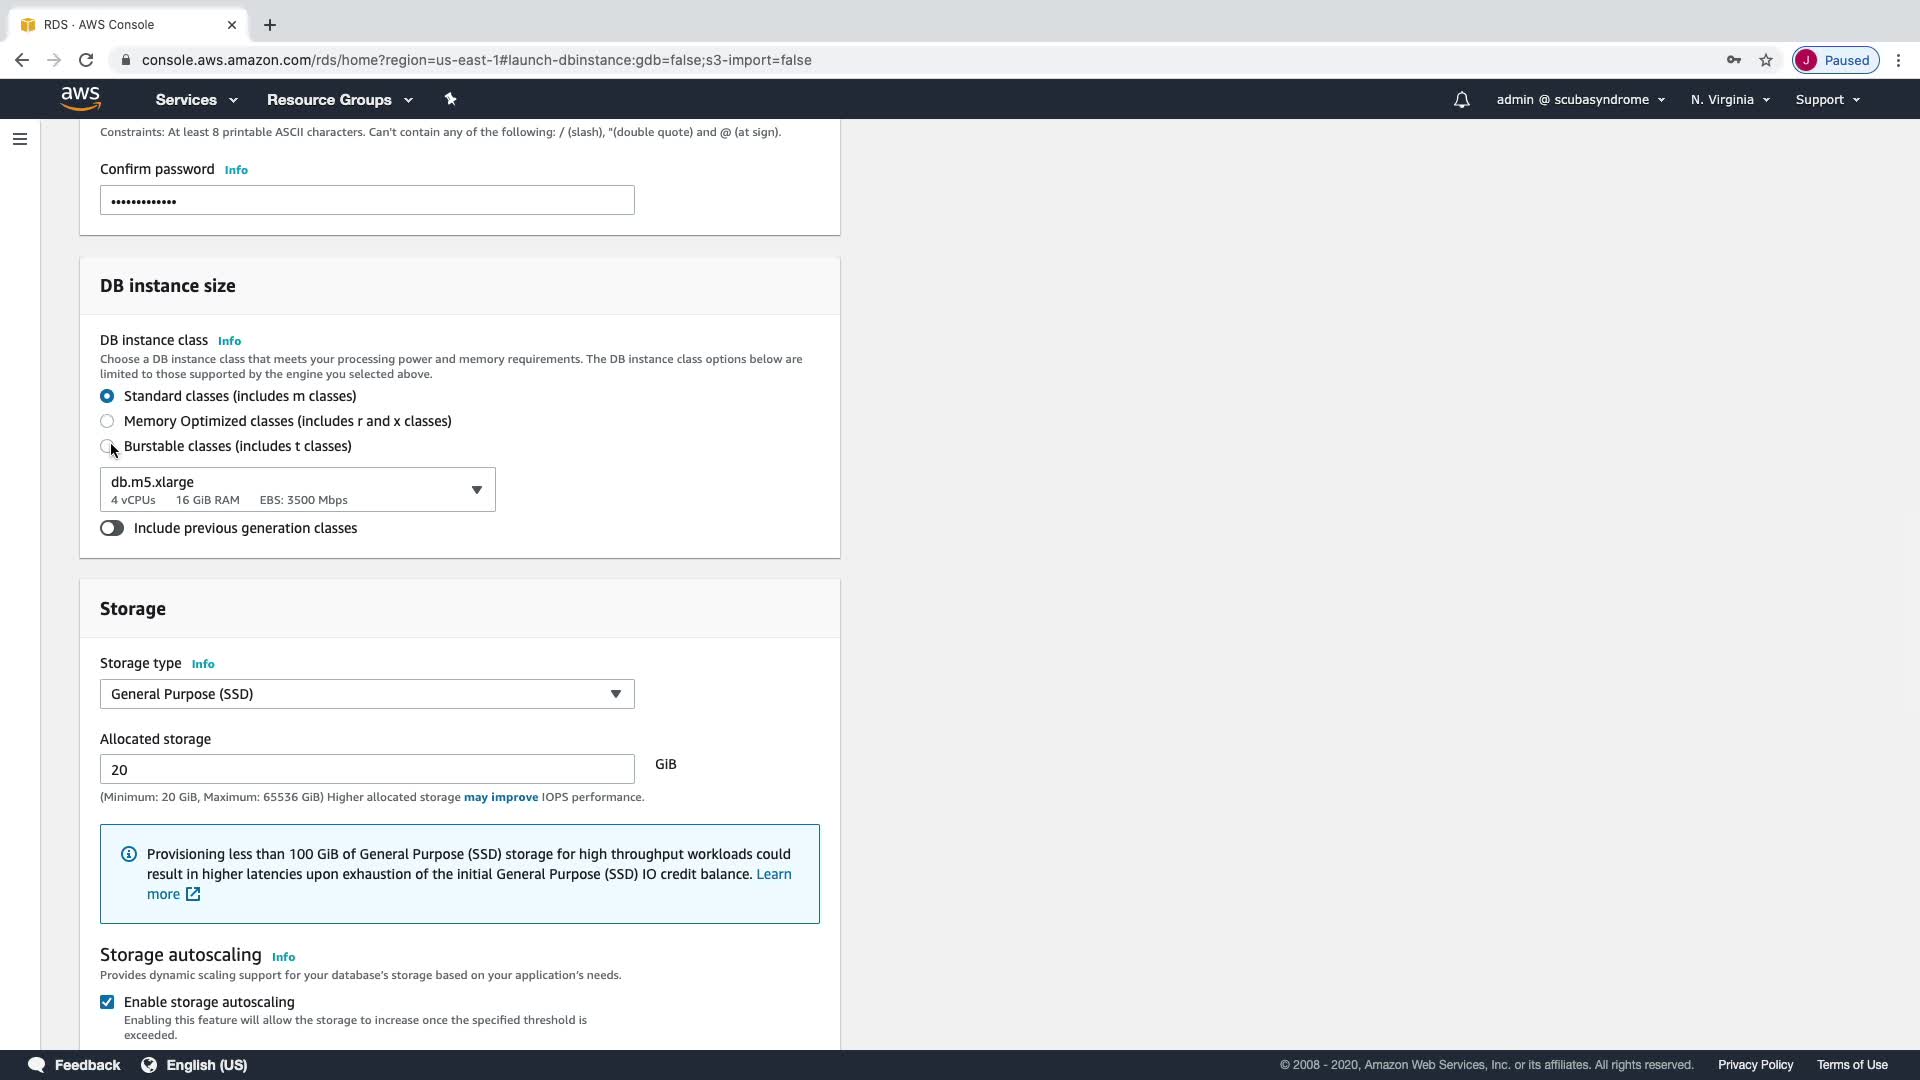 RDS · AWS Console
console.aws.amazon.com/rds/home?region=us-east-1#launch-dbinstance:gdb=false;s3-import=false
J Paused
aws
Services
Resource Groups
admin @ scubasyndrome
N. Virginia
Support
Constraints: At least 8 printable ASCII characters. Can't contain any of the following: / (slash), "(double quote) and @ (at sign).
Confirm password Info
•••••••••••••
DB instance size
DB instance class Info
Choose a DB instance class that meets your processing power and memory requirements. The DB instance class options below are
limited to those supported by the engine you selected above.
Standard classes (includes m classes)
Memory Optimized classes (includes r and x classes)
Burstable classes (includes t classes)
db.m5.xlarge
4 vCPUs 16 GiB RAM EBS: 3500 Mbps
Include previous generation classes
Storage
Storage type Info
General Purpose (SSD)
Allocated storage
20
GiB
(Minimum: 20 GiB, Maximum: 65536 GiB) Higher allocated storage may improve IOPS performance.
Provisioning less than 100 GiB of General Purpose (SSD) storage for high throughput workloads could
result in higher latencies upon exhaustion of the initial General Purpose (SSD) IO credit balance. Learn
more
Storage autoscaling Info
Provides dynamic scaling support for your database's storage based on your application's needs.
Enable storage autoscaling
Enabling this feature will allow the storage to increase once the specified threshold is
exceeded.
Feedback
English (US)
© 2008 - 2020, Amazon Web Services, Inc. or its affiliates. All rights reserved.
Privacy Policy
Terms of Use